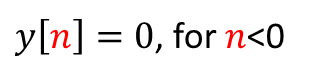 y[n] = 0, for n<0